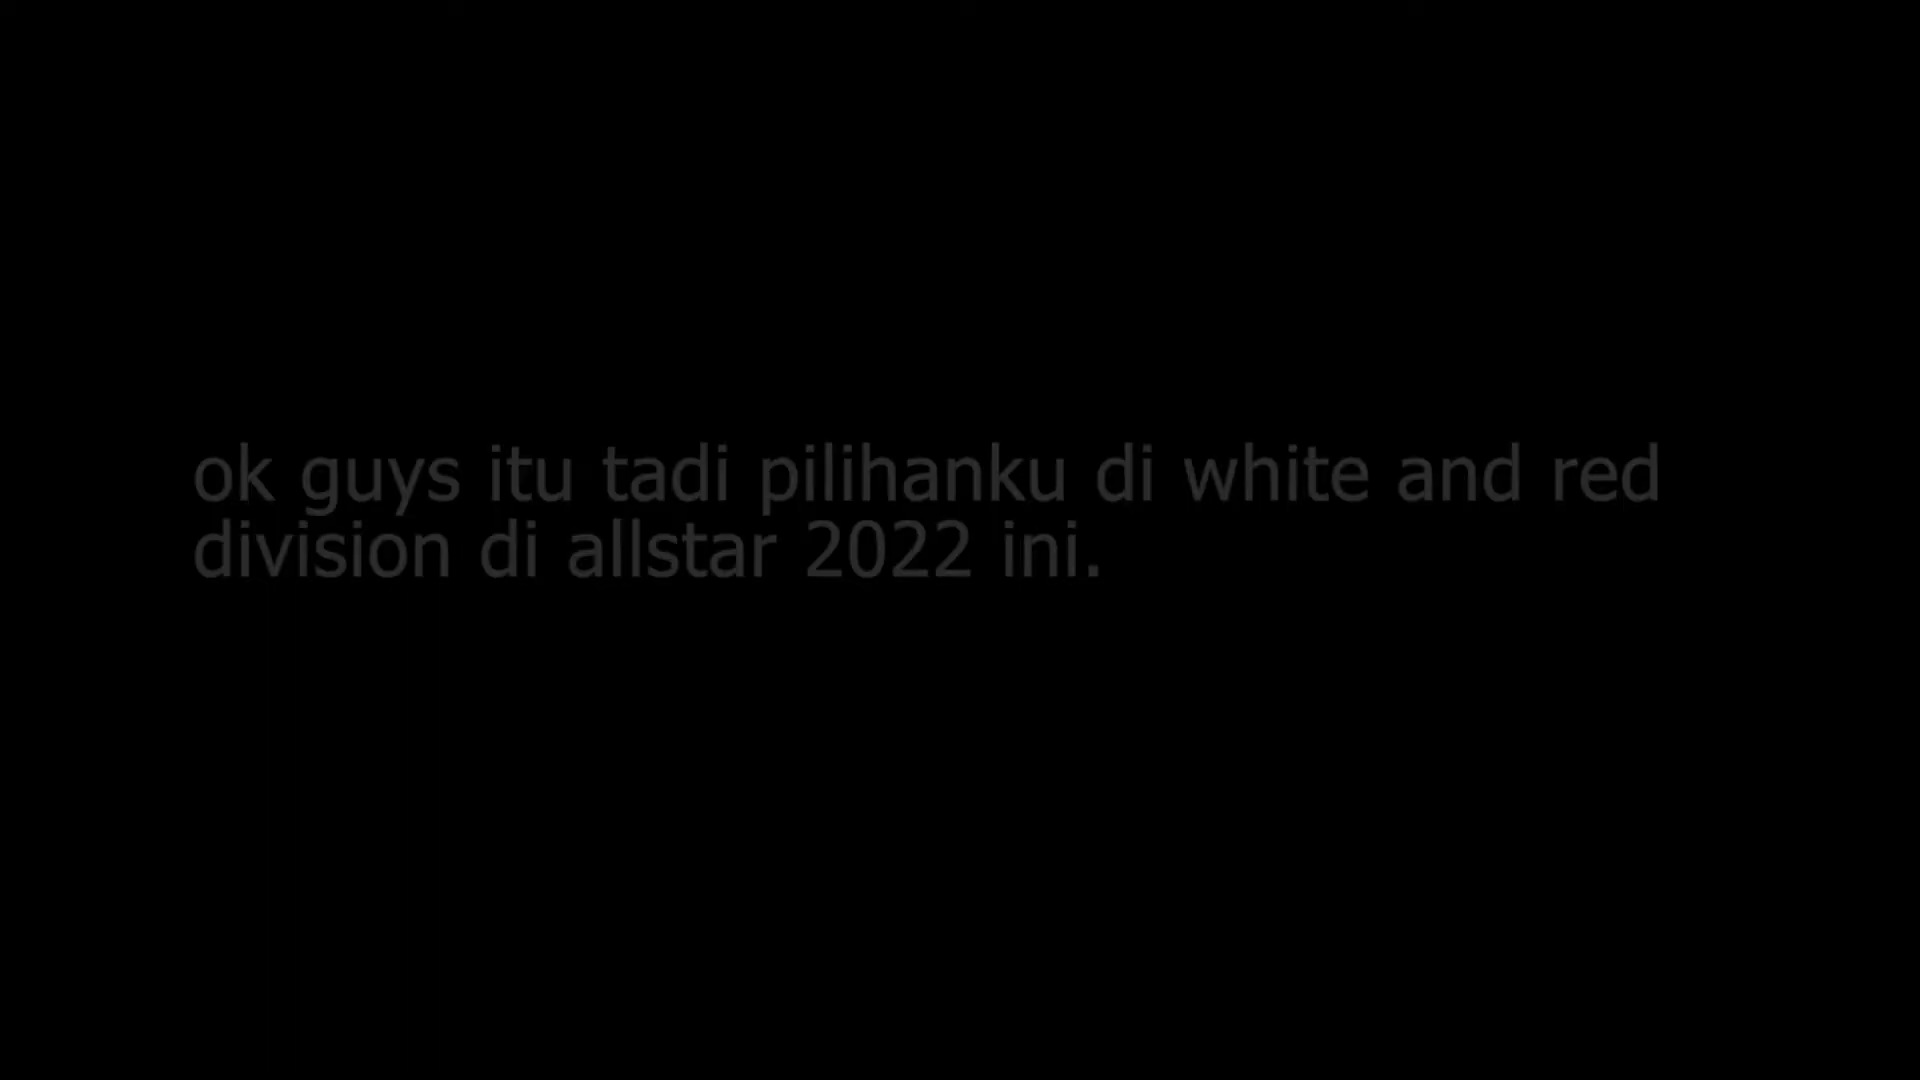 ok guys itu tadi pilihanku di white and red
division di allstar 2022 ini.